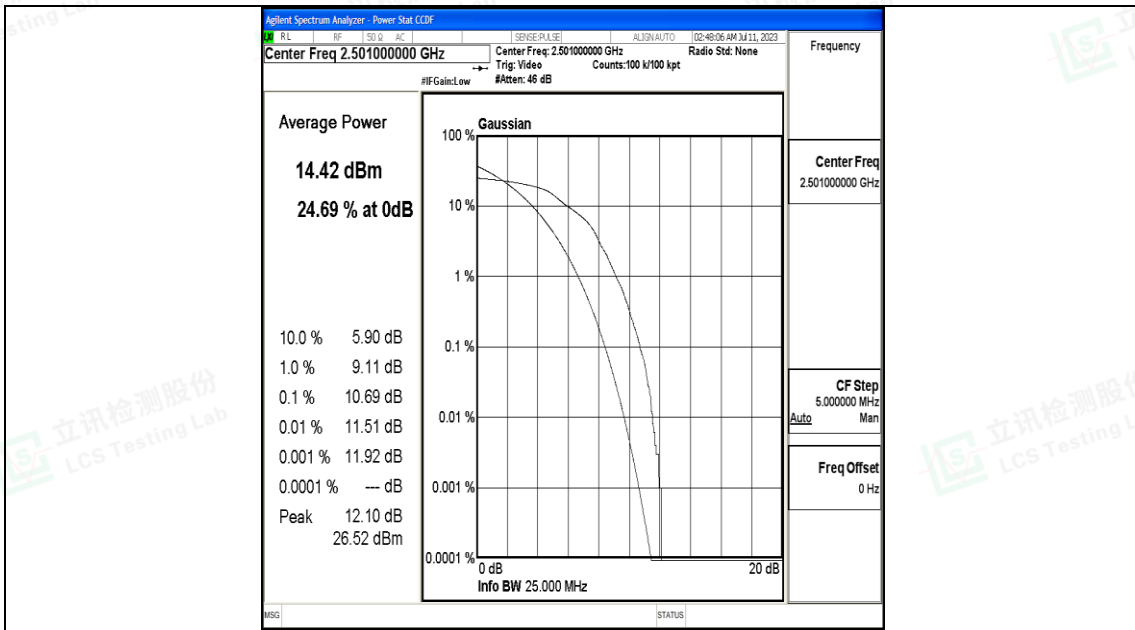 Agilent Spectrum Analyzer - Power Stat CCDF
RL RF 50 Ω AC SENSE:PULSE ALIGN AUTO 02:48:06 AM Jul 11, 2023
Center Freq 2.501000000 GHz
Center Freq: 2.501000000 GHz
Radio Std: None
Trig: Video Counts:100 k/100 kpt
#IFGain:Low #Atten: 46 dB
Frequency
Average Power
14.42 dBm
24.69 % at 0dB
10.0 % 5.90 dB
1.0 % 9.11 dB
0.1 % 10.69 dB
0.01 % 11.51 dB
0.001 % 11.92 dB
0.0001 % --- dB
Peak 12.10 dB
26.52 dBm
Gaussian
100 %
10 %
1 %
0.1 %
0.01 %
0.001 %
0.0001 %
0 dB 20 dB
Info BW 25.000 MHz
Center Freq
2.501000000 GHz
CF Step
5.000000 MHz
Auto Man
Freq Offset
0 Hz
MSG STATUS
立讯检测股份
LCS Testing Lab
立讯检测股份
LCS Testing L